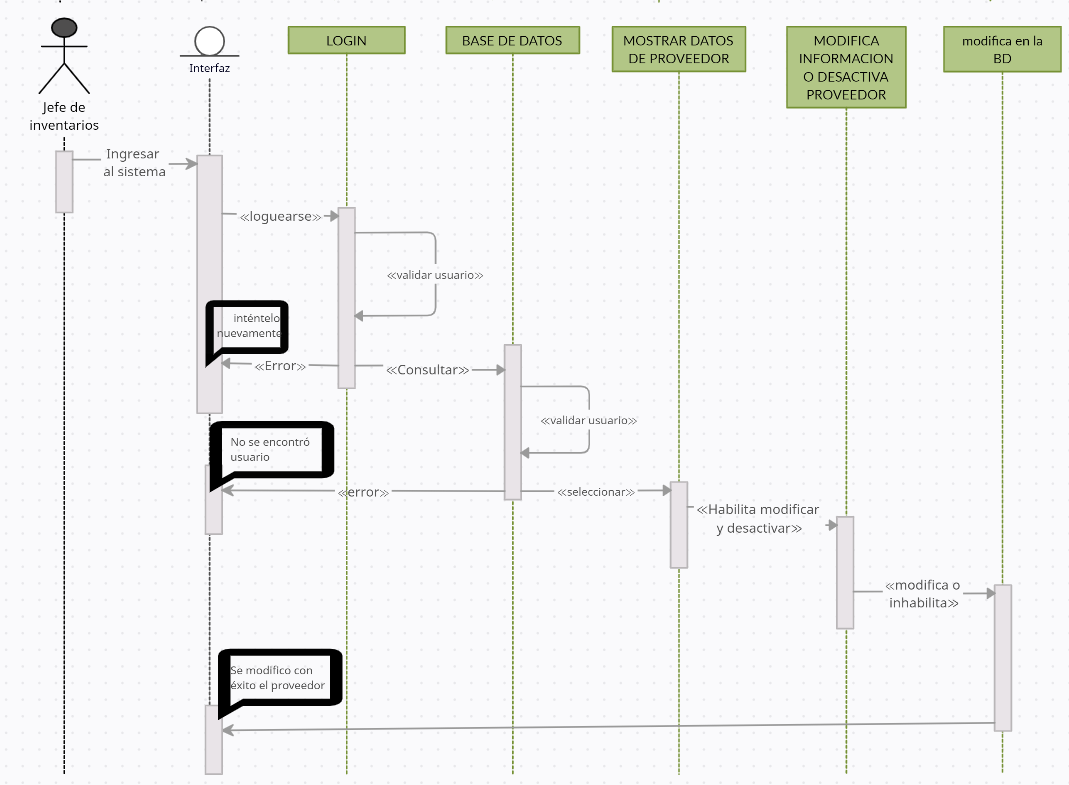 Jefe de
inventarios
Interfaz
LOGIN
BASE DE DATOS
MOSTRAR DATOS
DE PROVEEDOR
MODIFICA
INFORMACION
O DESACTIVA
PROVEEDOR
modifica en la
BD
Ingresar
al sistema
«loguearse»
«validar usuario»
inténtelo
nuevamente
«Error»
«Consultar»
«validar usuario»
No se encontró
usuario
«error»
«seleccionar»
«Habilita modificar
y desactivar»
«modifica o
inhabilita»
Se modifico con
éxito el proveedor